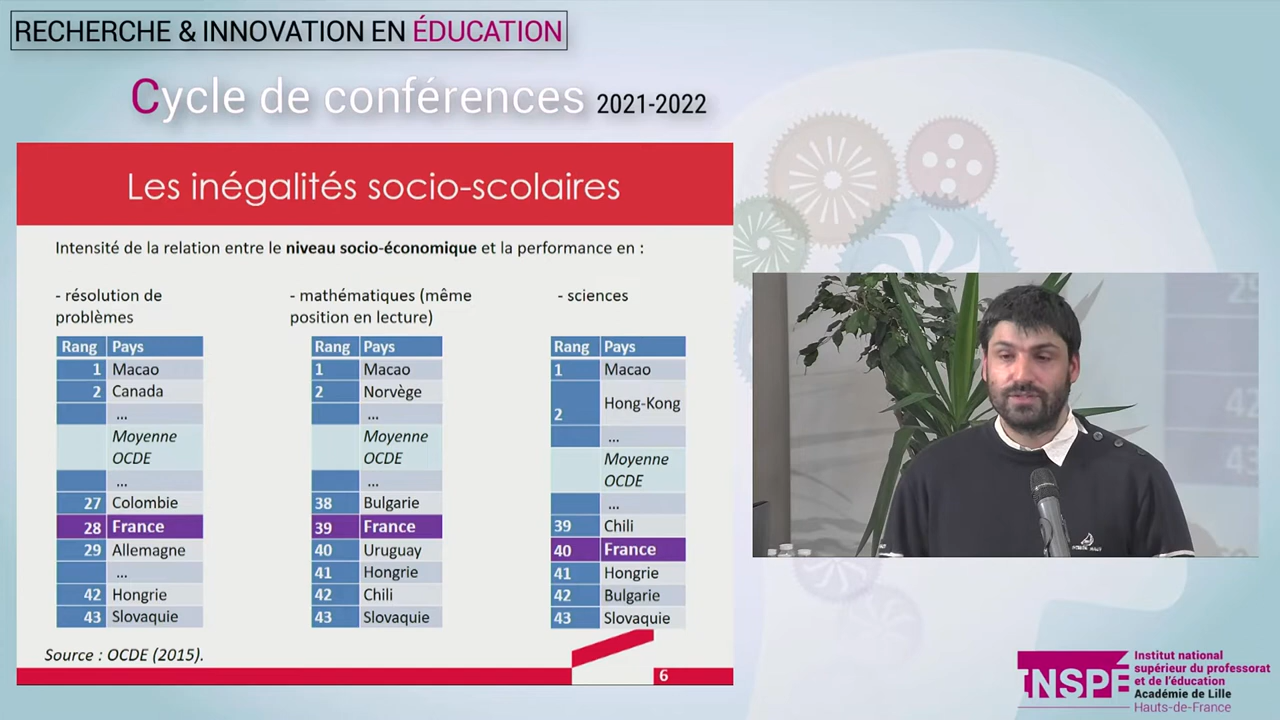 RECHERCHE & INNOVATION EN ÉDUCATION
Cycle de conférences 2021-2022
Les inégalités socio-scolaires
Intensité de la relation entre le niveau socio-économique et la performance en :
- résolution de
problèmes
Rang Pays
1 Macao
2 Canada
...
Moyenne
OCDE
...
27 Colombie
28 France
29 Allemagne
...
42 Hongrie
43 Slovaquie
- mathématiques (même
position en lecture)
Rang Pays
1 Macao
2 Norvège
...
Moyenne
OCDE
...
38 Bulgarie
39 France
40 Uruguay
41 Hongrie
42 Chili
43 Slovaquie
- sciences
Rang Pays
1 Macao
2 Hong-Kong
...
Moyenne
OCDE
...
39 Chili
40 France
41 Hongrie
42 Bulgarie
43 Slovaquie
Source : OCDE (2015).
6
42
43
INSPÉ
Institut national
supérieur du professorat
et de l'éducation
Académie de Lille
Hauts-de-France